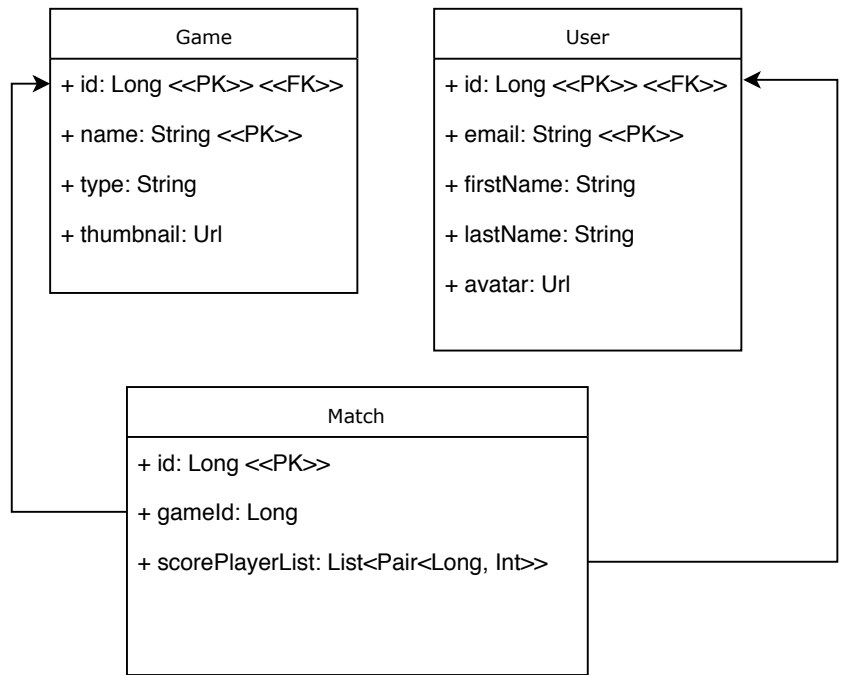 Game
+ id: Long <<PK>> <<FK>>
+ name: String <<PK>>
+ type: String
+ thumbnail: Url
User
+ id: Long <<PK>> <<FK>>
+ email: String <<PK>>
+ firstName: String
+ lastName: String
+ avatar: Url
Match
+ id: Long <<PK>>
+ gameId: Long
+ scorePlayerList: List<Pair<Long, Int>>